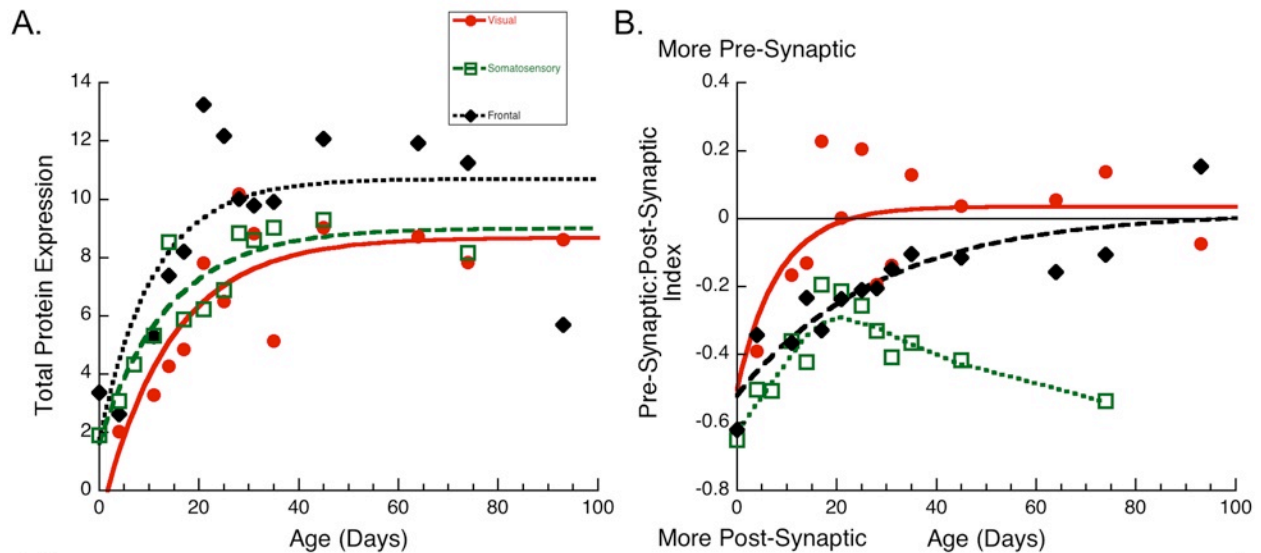 A.
Visual
Somatosensory
Frontal
Total Protein Expression
14
12
10
8
6
4
2
0
0 20 40 60 80 100
Age (Days)
B.
More Pre-Synaptic
Pre-Synaptic:Post-Synaptic
Index
0.4
0.2
0
-0.2
-0.4
-0.6
-0.8
0 20 40 60 80 100
More Post-Synaptic Age (Days)